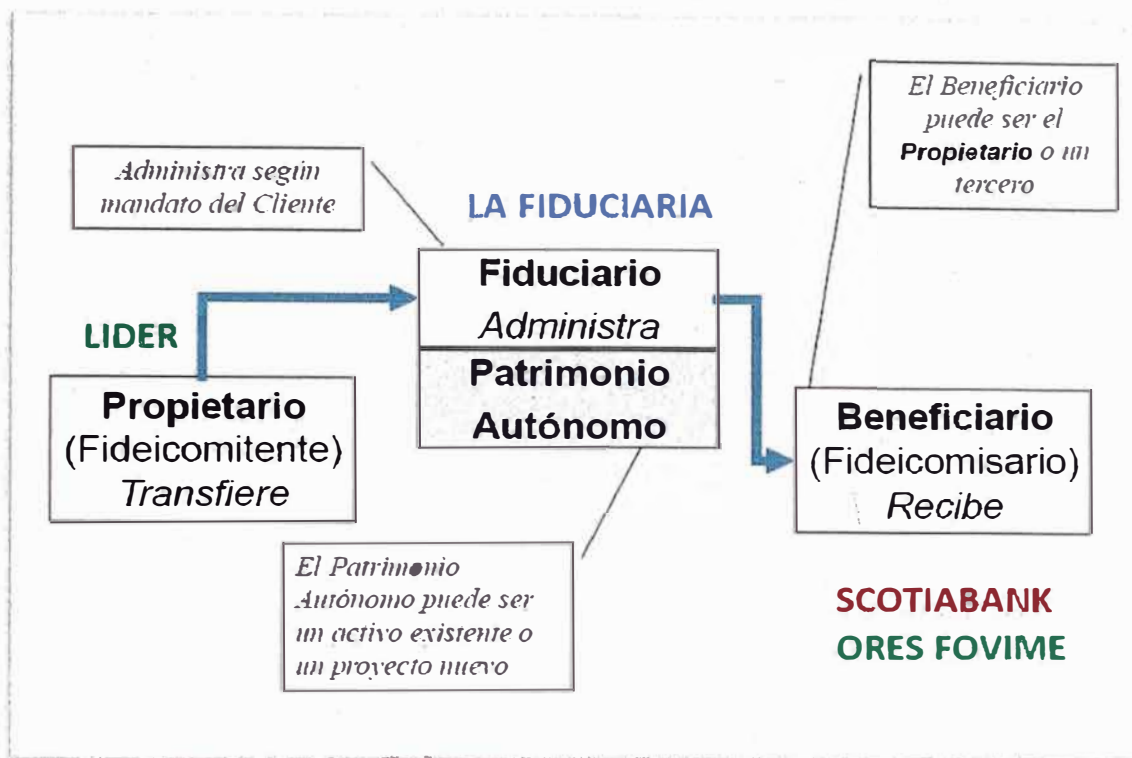 El Beneficiario
puede ser el
Propietario o un
tercero
Administra según
mandato del Cliente
LA FIDUCIARIA
Fiduciario
Administra
LIDER
Patrimonio
Autónomo
Propietario
(Fideicomitente)
Transfiere
Beneficiario
(Fideicomisario)
Recibe
El Patrimonio
Autónomo puede ser
un activo existente o
un proyecto nuevo
SCOTIABANK
ORES FOVIME